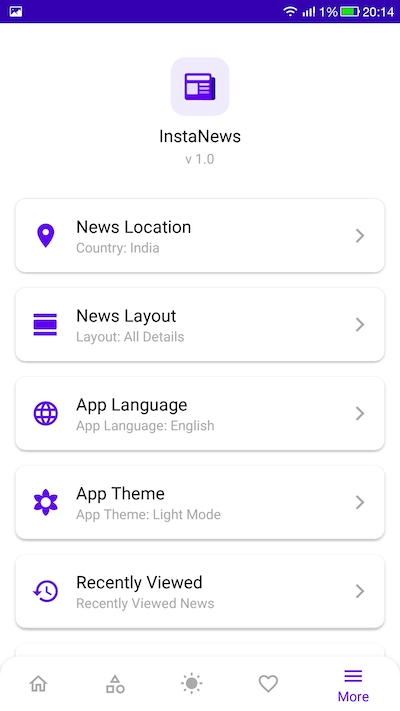 1% 20:14
InstaNews
v 1.0
News Location
Country: India
News Layout
Layout: All Details
App Language
App Language: English
App Theme
App Theme: Light Mode
Recently Viewed
Recently Viewed News
More